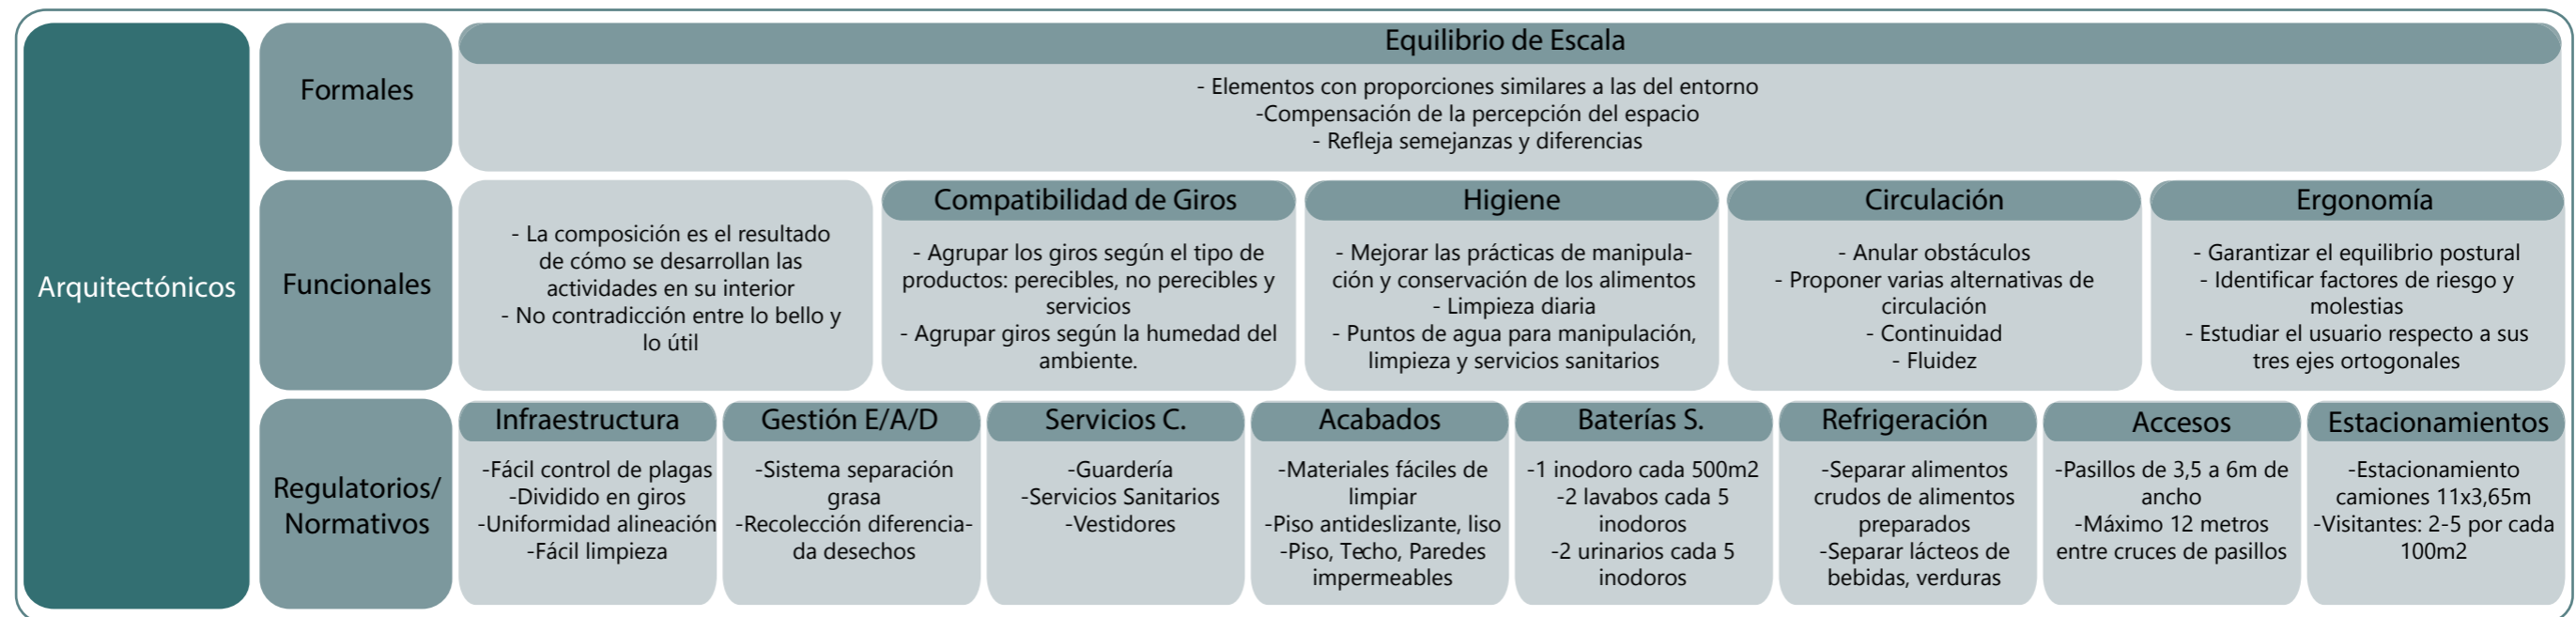 Arquitectónicos
Formales
Equilibrio de Escala
- Elementos con proporciones similares a las del entorno
-Compensación de la percepción del espacio
- Refleja semejanzas y diferencias
Funcionales
- La composición es el resultado
de cómo se desarrollan las
actividades en su interior
- No contradicción entre lo bello y
lo útil
Compatibilidad de Giros
- Agrupar los giros según el tipo de
productos: perecibles, no perecibles y
servicios
- Agrupar giros según la humedad del
ambiente.
Higiene
- Mejorar las prácticas de manipula-
ción y conservación de los alimentos
- Limpieza diaria
- Puntos de agua para manipulación,
limpieza y servicios sanitarios
Circulación
- Anular obstáculos
- Proponer varias alternativas de
circulación
- Continuidad
- Fluidez
Ergonomía
- Garantizar el equilibrio postural
- Identificar factores de riesgo y
molestias
- Estudiar el usuario respecto a sus
tres ejes ortogonales
Regulatorios/
Normativos
Infraestructura
-Fácil control de plagas
-Dividido en giros
-Uniformidad alineación
-Fácil limpieza
Gestión E/A/D
-Sistema separación
grasa
-Recolección diferencia-
da desechos
Servicios C.
-Guardería
-Servicios Sanitarios
-Vestidores
Acabados
-Materiales fáciles de
limpiar
-Piso antideslizante, liso
-Piso, Techo, Paredes
impermeables
Baterías S.
-1 inodoro cada 500m2
-2 lavabos cada 5
inodoros
-2 urinarios cada 5
inodoros
Refrigeración
-Separar alimentos
crudos de alimentos
preparados
-Separar lácteos de
bebidas, verduras
Accesos
-Pasillos de 3,5 a 6m de
ancho
-Máximo 12 metros
entre cruces de pasillos
Estacionamientos
-Estacionamiento
camiones 11x3,65m
-Visitantes: 2-5 por cada
100m2